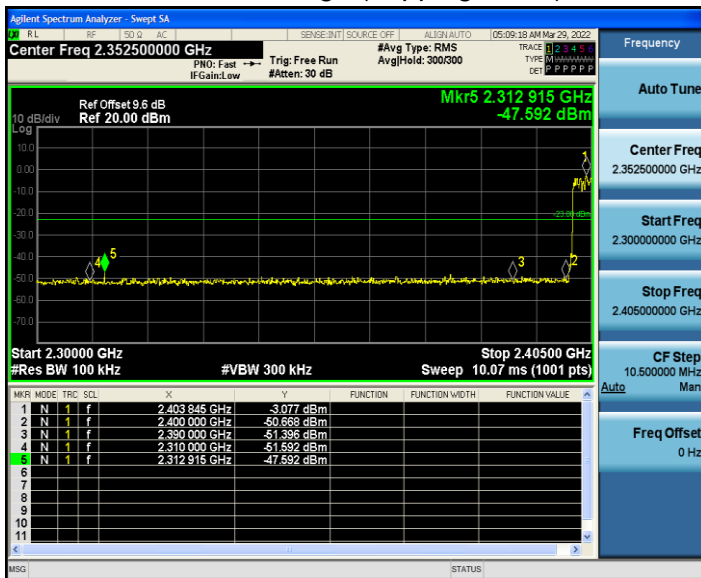 Agilent Spectrum Analyzer - Swept SA
RL RF 50 Ω AC SENSE:INT SOURCE OFF ALIGN AUTO 05:09:18 AM Mar 29, 2022
Center Freq 2.352500000 GHz
PNO: Fast
IFGain:Low
Trig: Free Run
#Atten: 30 dB
#Avg Type: RMS
Avg|Hold: 300/300
TRACE 1 2 3 4 5 6
TYPE M
DET P P P P P P
Frequency
Auto Tune
Center Freq
2.352500000 GHz
Start Freq
2.300000000 GHz
Stop Freq
2.405000000 GHz
CF Step
10.500000 MHz
Auto Man
Freq Offset
0 Hz
Mkr5 2.312 915 GHz
-47.592 dBm
Ref Offset 9.6 dB
10 dB/div Ref 20.00 dBm
Log
10.0
0.00
-10.0
-20.0
-30.0
-40.0
-50.0
-60.0
-70.0
1
-23.08 dBm
4 5 3 2
Start 2.30000 GHz Stop 2.40500 GHz
#Res BW 100 kHz #VBW 300 kHz Sweep 10.07 ms (1001 pts)
MKR MODE TRC SCL X Y FUNCTION FUNCTION WIDTH FUNCTION VALUE
1 N 1 f 2.403 845 GHz -3.077 dBm
2 N 1 f 2.400 000 GHz -50.668 dBm
3 N 1 f 2.390 000 GHz -51.396 dBm
4 N 1 f 2.310 000 GHz -51.592 dBm
5 N 1 f 2.312 915 GHz -47.592 dBm
6
7
8
9
10
11
MSG STATUS